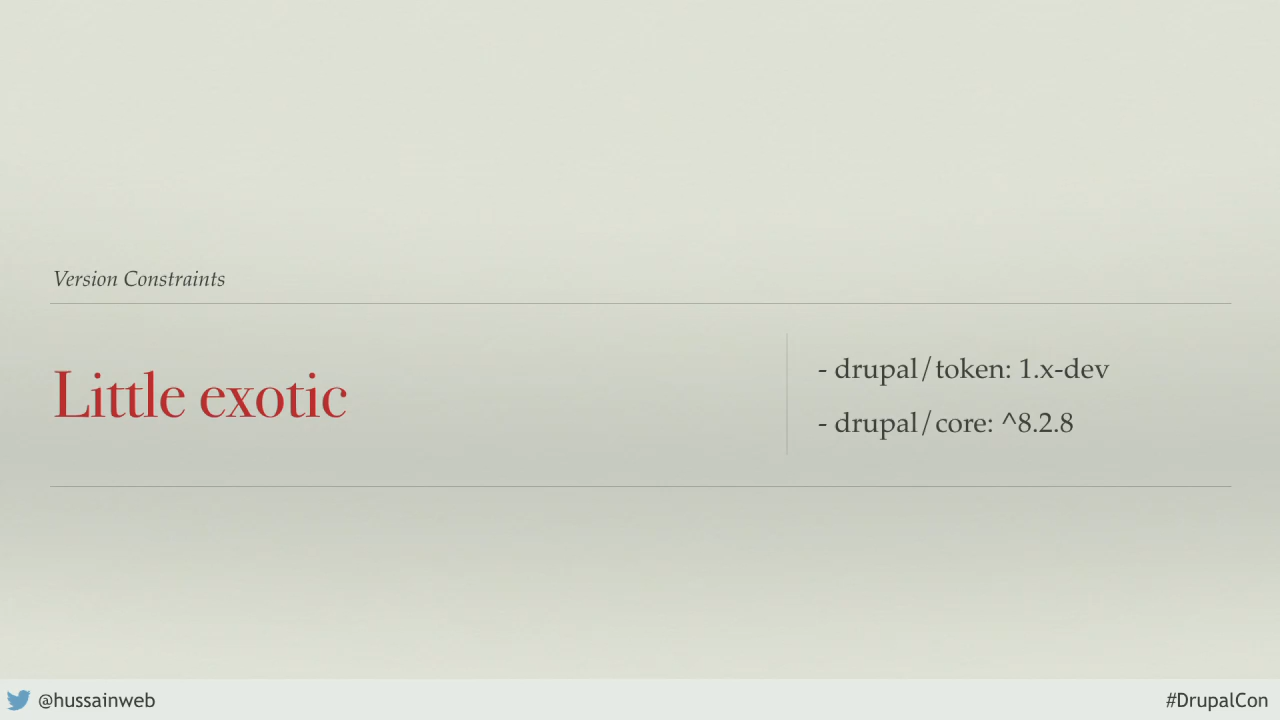 Version Constraints
Little exotic
- drupal/token: 1.x-dev
- drupal/core: ^8.2.8
@hussainweb
#DrupalCon